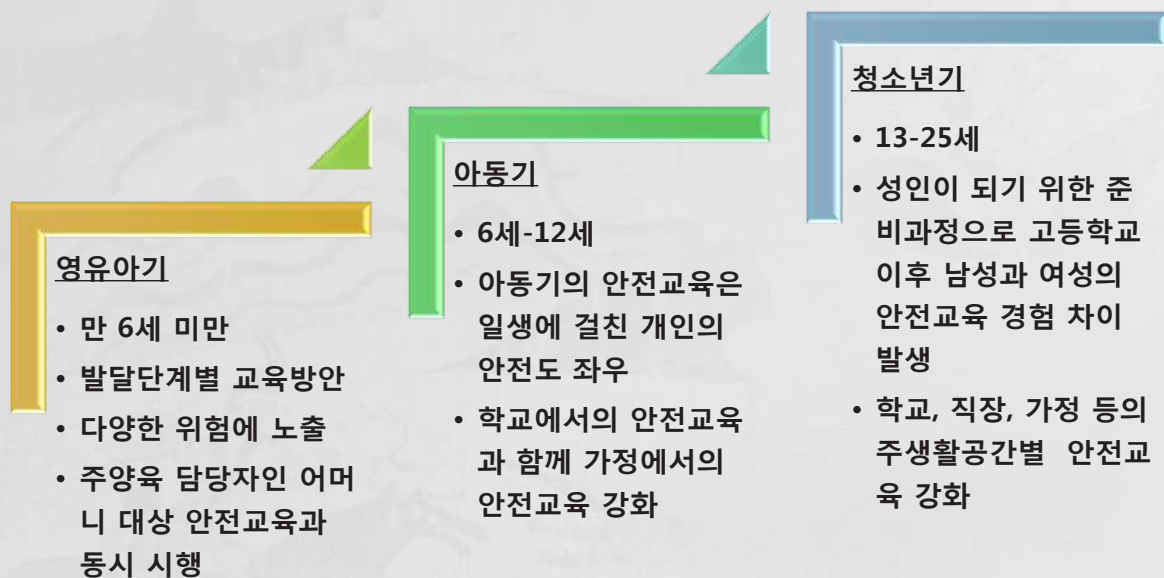 영유아기
• 만 6세 미만
• 발달단계별 교육방안
• 다양한 위험에 노출
• 주양육 담당자인 어머
니 대상 안전교육과
동시 시행
아동기
• 6세-12세
• 아동기의 안전교육은
일생에 걸친 개인의
안전도 좌우
• 학교에서의 안전교육
과 함께 가정에서의
안전교육 강화
청소년기
• 13-25세
• 성인이 되기 위한 준
비과정으로 고등학교
이후 남성과 여성의
안전교육 경험 차이
발생
• 학교, 직장, 가정 등의
주생활공간별 안전교
육 강화